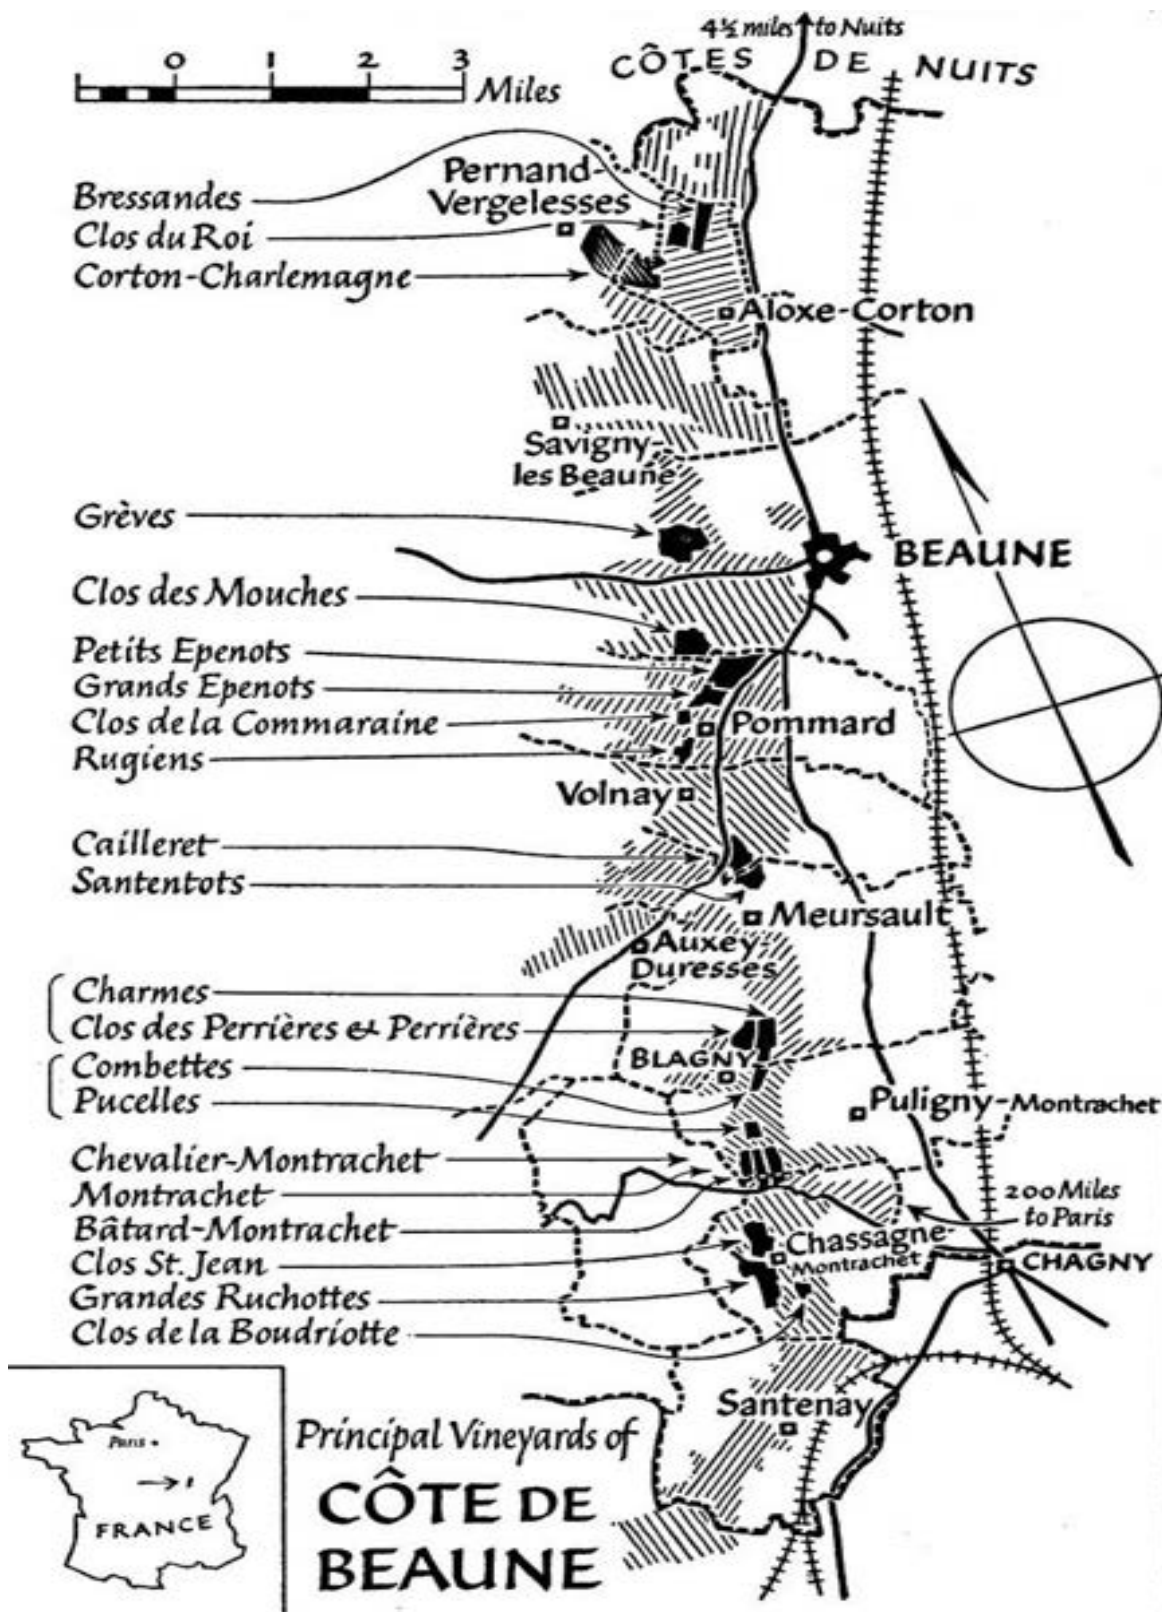 4½ miles to Nuits
CÔTES DE NUITS
0 1 2 3 Miles
Pernand-
Vergelesses
Bressandes
Clos du Roi
Corton-Charlemagne
Aloxe-Corton
Savigny-
les Beaune
Grèves
BEAUNE
Clos des Mouches
Petits Epenots
Grands Epenots
Clos de la Commaraine
Pommard
Rugiens
Volnay
Cailleret
Santentots
Meursault
Auxey-
Duresses
Charmes
Clos des Perrières & Perrières
BLAGNY
Combettes
Pucelles
Puligny-Montrachet
Chevalier-Montrachet
Montrachet
200 Miles
to Paris
Bâtard-Montrachet
Chassagne-
Montrachet
Clos St. Jean
CHAGNY
Grandes Ruchottes
Clos de la Boudriotte
Santenay
Paris
FRANCE
Principal Vineyards of
CÔTE DE
BEAUNE